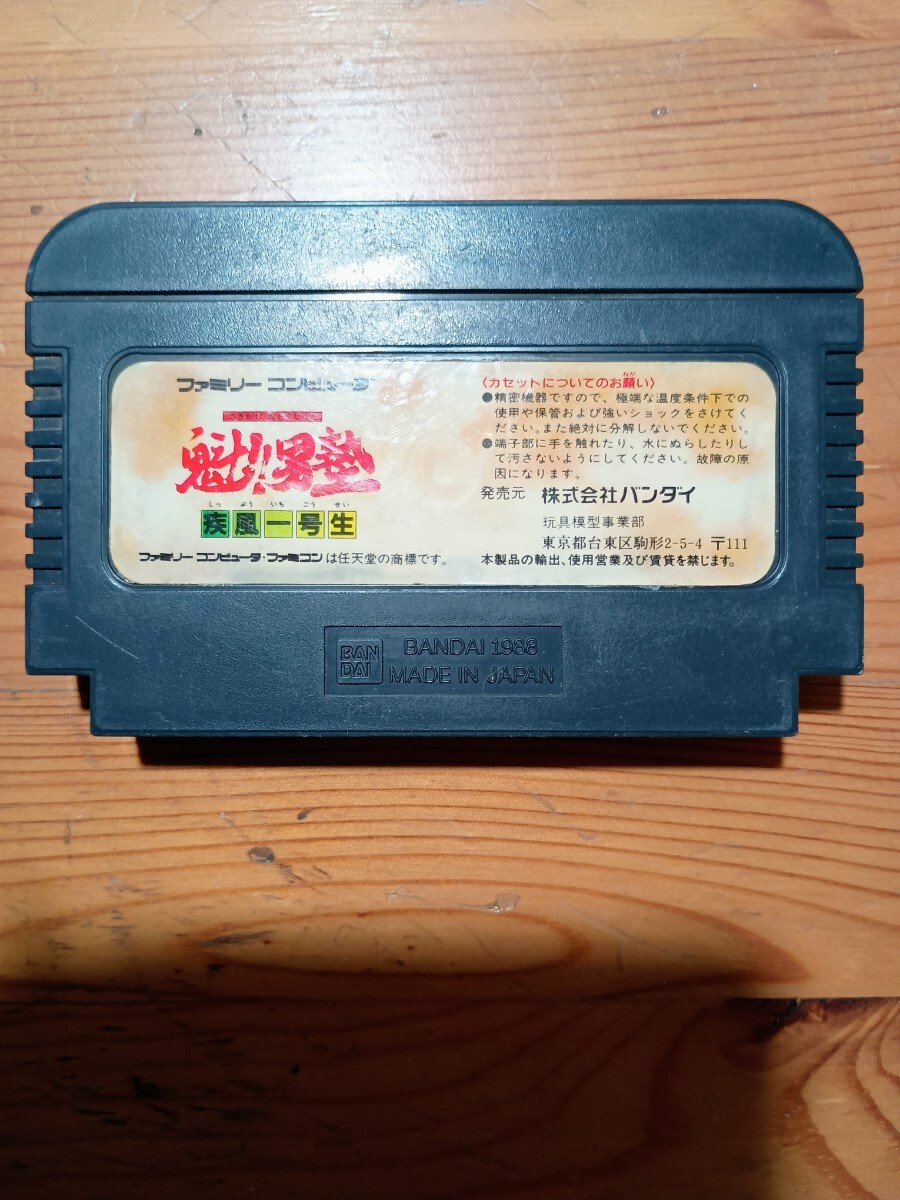 ファミリー コンピュータ
魁!!男塾
しっ ぷう いち ごう せい
疾風一号生
ファミリー コンピュータ・ファミコンは任天堂の商標です。
〈カセットについてのお願い〉
ねが
●精密機器ですので、極端な温度条件下での
使用や保管および強いショックをさけてく
ださい。また絶対に分解しないでください。
●端子部に手を触れたり、水にぬらしたりし
て汚さないようにしてください。故障の原
因になります。
発売元 株式会社バンダイ
玩具模型事業部
東京都台東区駒形2-5-4 〒111
本製品の輸出、使用営業及び賃貸を禁じます。
BAN
DAI
BANDAI 1988
MADE IN JAPAN